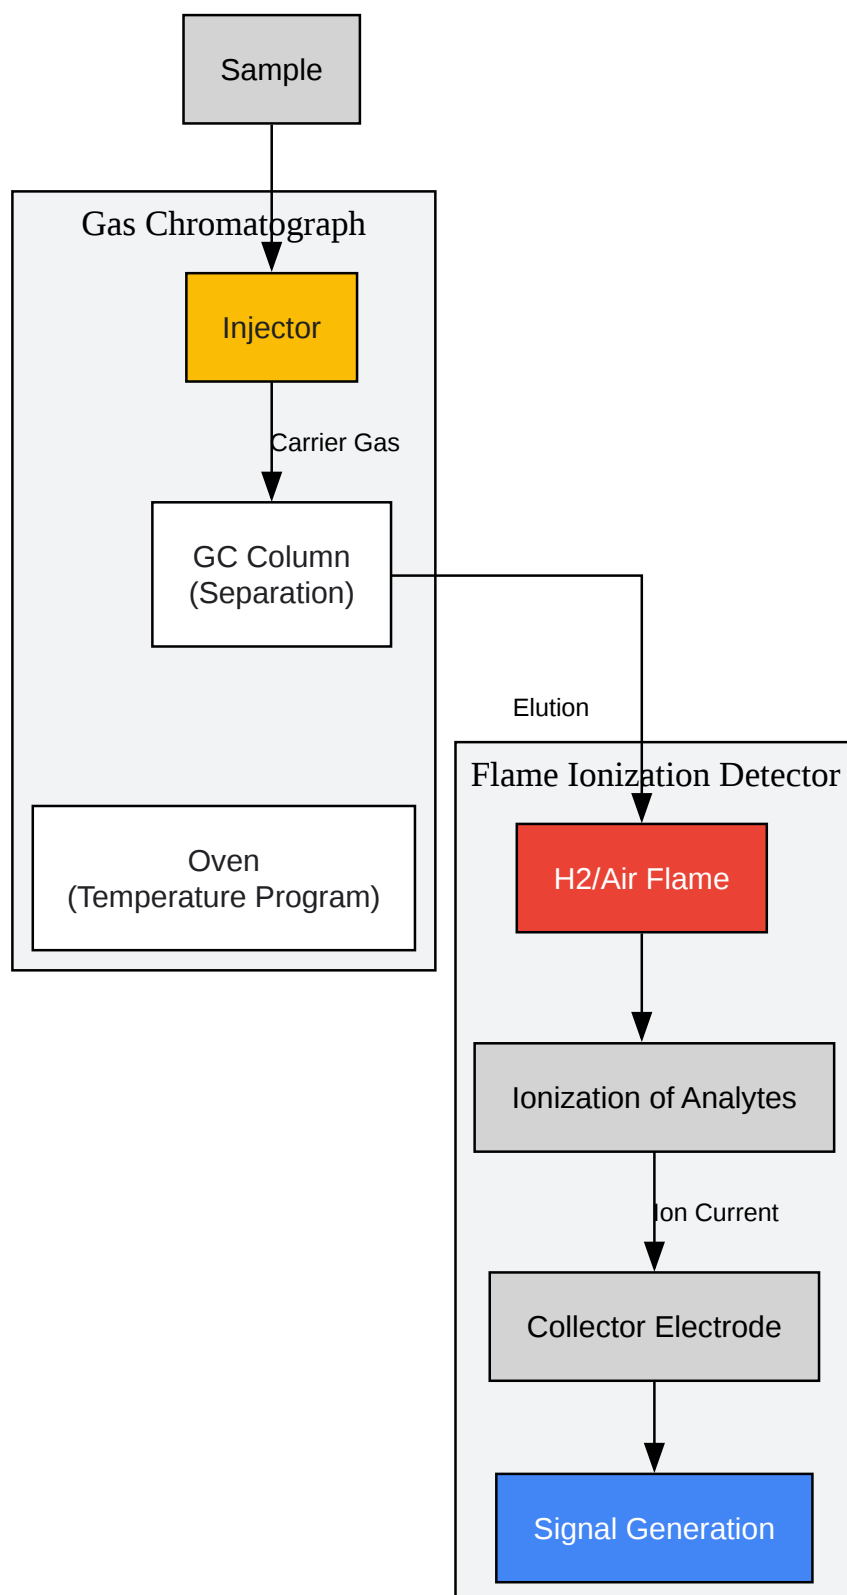 Sample
Gas Chromatograph
Injector
Carrier Gas
GC Column
(Separation)
Elution
Oven
(Temperature Program)
Flame Ionization Detector
H2/Air Flame
Ionization of Analytes
Ion Current
Collector Electrode
Signal Generation